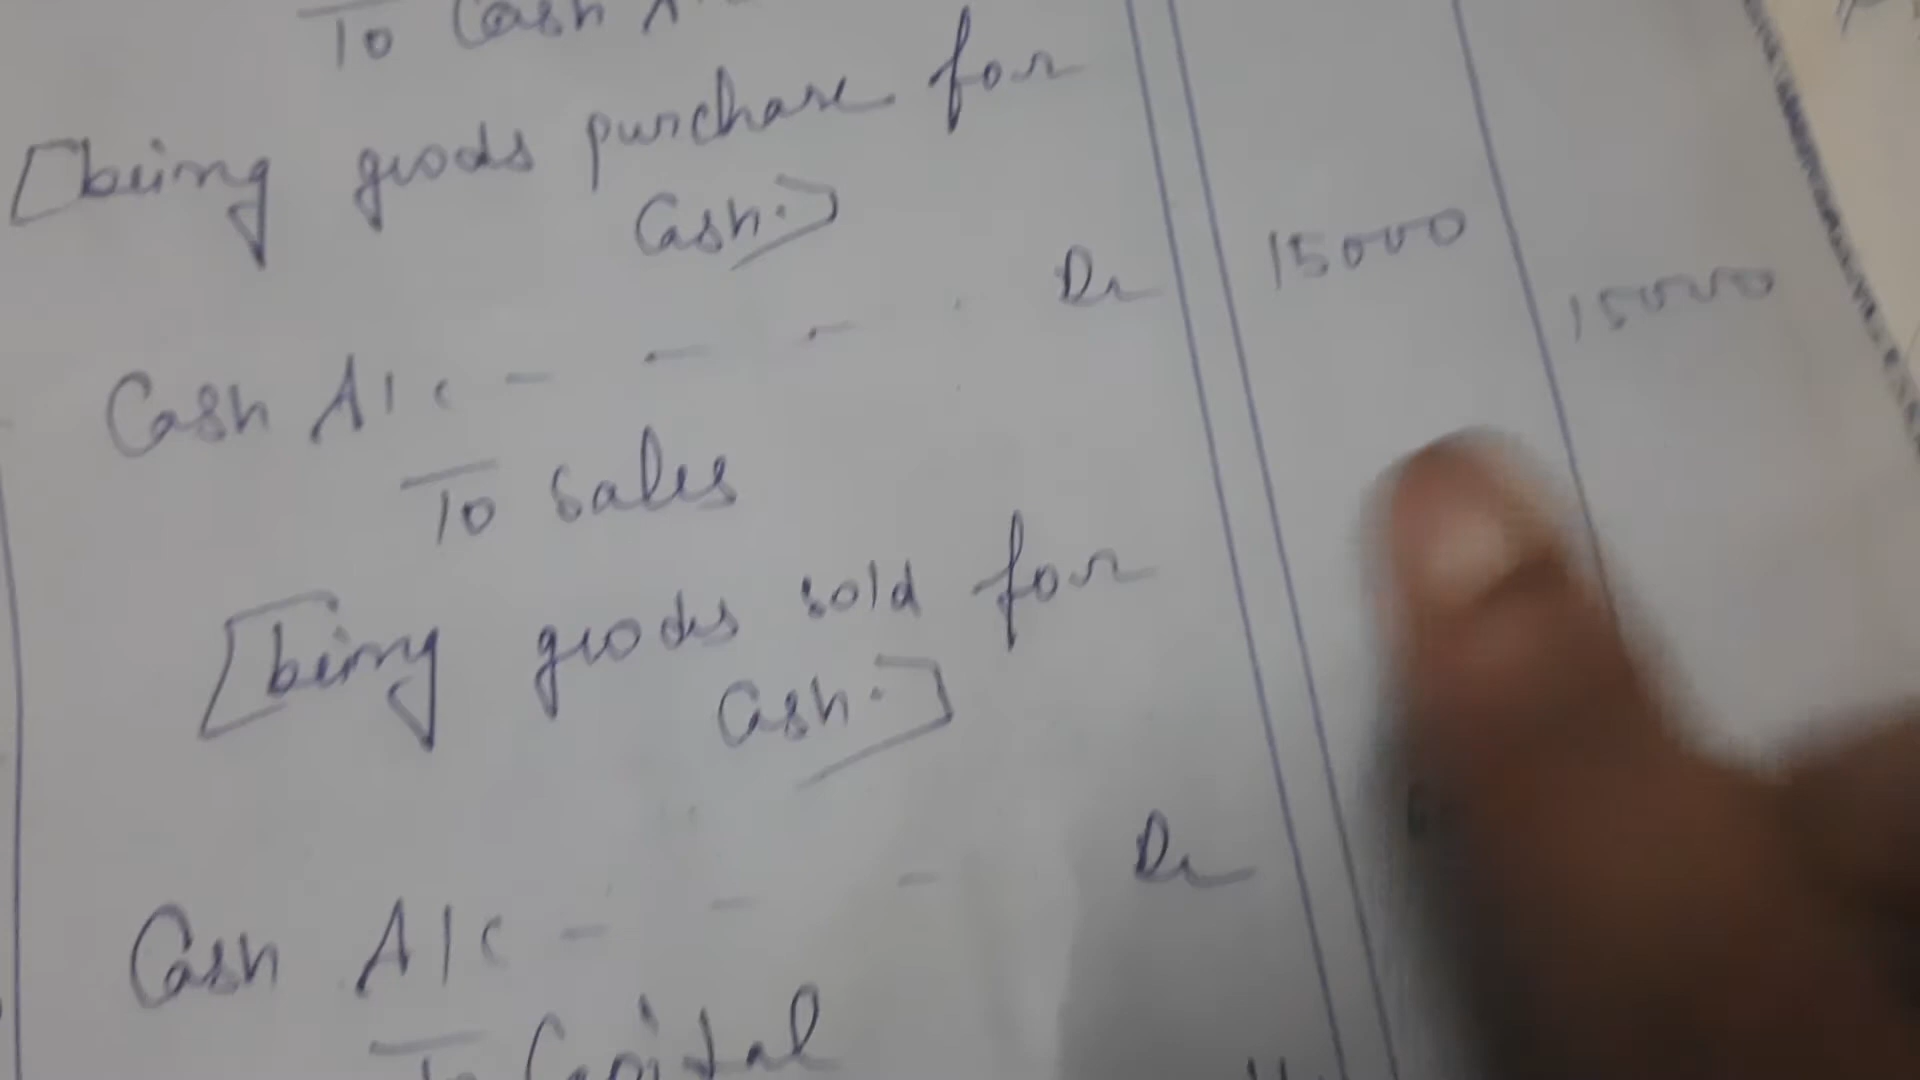 To Cash A
[being goods purchase for
Cash.]
Cash A/c - - - . Dr 15000
To Sales 15000
[being goods sold for
Cash.]
Cash A/c - - - Dr
To Capital